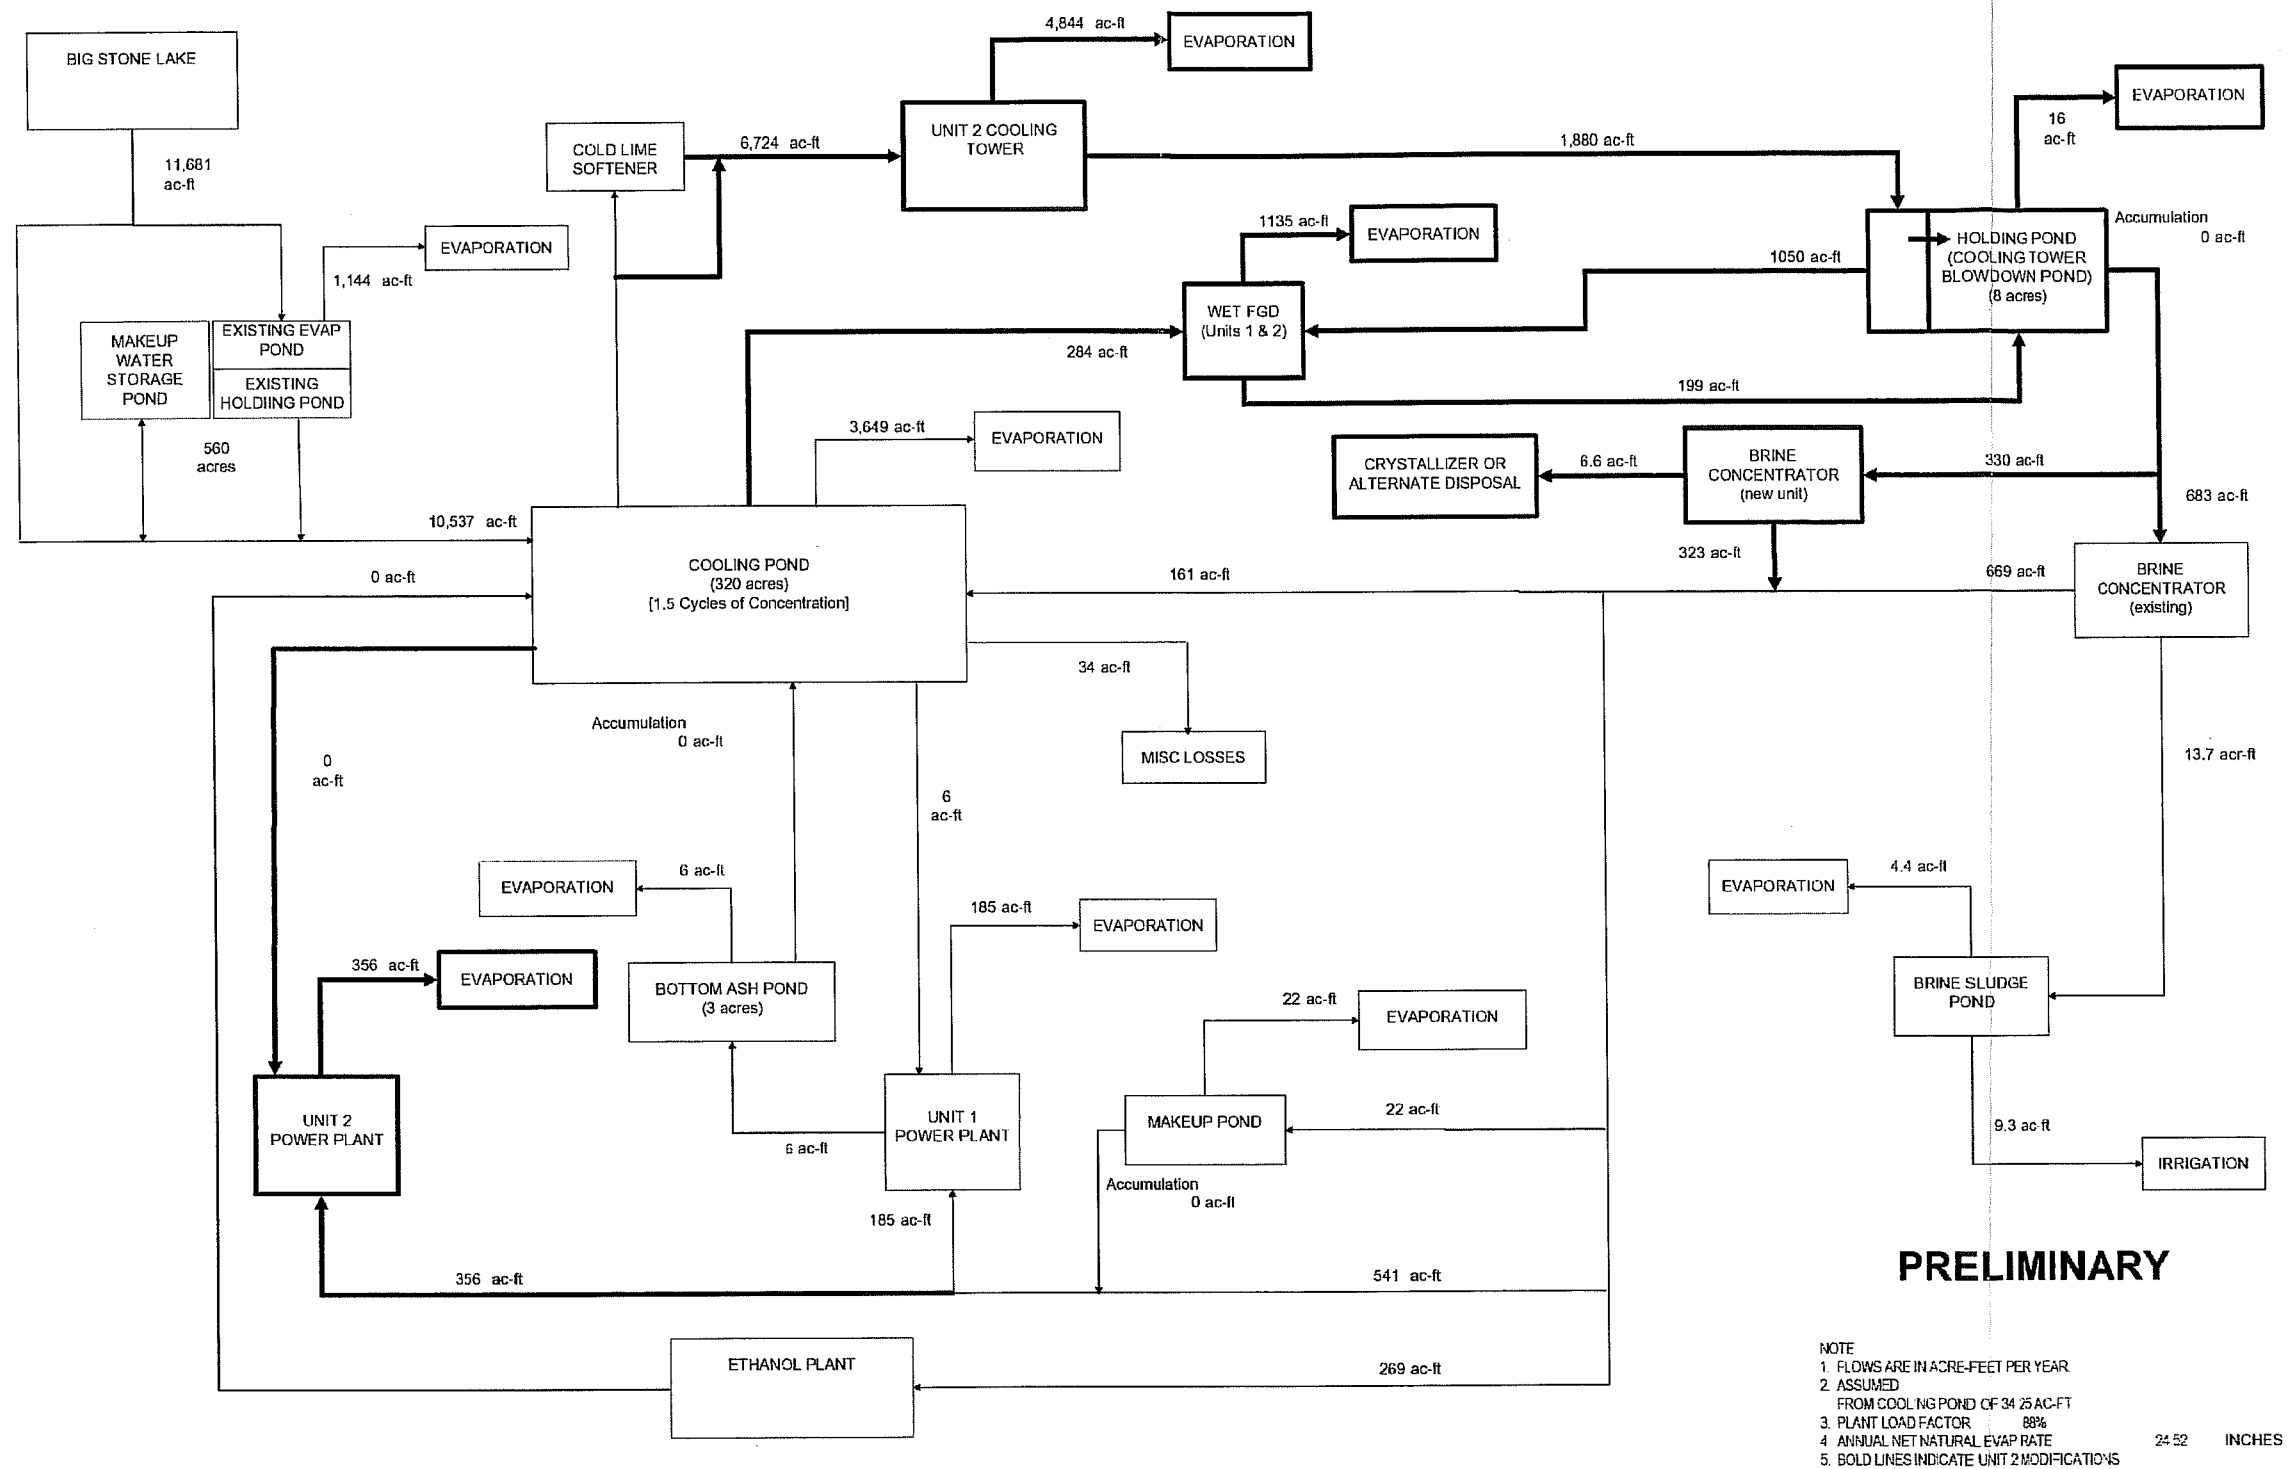 4,844 ac-ft
EVAPORATION
BIG STONE LAKE
EVAPORATION
UNIT 2 COOLING
TOWER
COLD LIME
SOFTENER
6,724 ac-ft
1,880 ac-ft
16
ac-ft
11,681
ac-ft
EVAPORATION
1,144 ac-ft
1135 ac-ft
EVAPORATION
Accumulation
0 ac-ft
HOLDING POND
(COOLING TOWER
BLOWDOWN POND)
(8 acres)
1050 ac-ft
MAKEUP
WATER
STORAGE
POND
EXISTING EVAP
POND
EXISTING
HOLDIING POND
WET FGD
(Units 1 & 2)
284 ac-ft
199 ac-ft
560
acres
3,649 ac-ft
EVAPORATION
CRYSTALLIZER OR
ALTERNATE DISPOSAL
6.6 ac-ft
BRINE
CONCENTRATOR
(new unit)
330 ac-ft
683 ac-ft
10,537 ac-ft
COOLING POND
(320 acres)
[1.5 Cycles of Concentration]
0 ac-ft
161 ac-ft
323 ac-ft
669 ac-ft
BRINE
CONCENTRATOR
(existing)
34 ac-ft
MISC LOSSES
Accumulation
0 ac-ft
0
ac-ft
6
ac-ft
13.7 acr-ft
EVAPORATION
6 ac-ft
185 ac-ft
EVAPORATION
EVAPORATION
4.4 ac-ft
356 ac-ft
EVAPORATION
BOTTOM ASH POND
(3 acres)
22 ac-ft
EVAPORATION
BRINE SLUDGE
POND
UNIT 2
POWER PLANT
6 ac-ft
UNIT 1
POWER PLANT
MAKEUP POND
22 ac-ft
9.3 ac-ft
IRRIGATION
Accumulation
0 ac-ft
185 ac-ft
356 ac-ft
541 ac-ft
PRELIMINARY
ETHANOL PLANT
269 ac-ft
NOTE
1. FLOWS ARE IN ACRE-FEET PER YEAR
2. ASSUMED
FROM COOLING POND OF 34 25 AC-FT
3. PLANT LOAD FACTOR 88%
4 ANNUAL NET NATURAL EVAP RATE 24 52 INCHES
5. BOLD LINES INDICATE UNIT 2 MODIFICATIONS